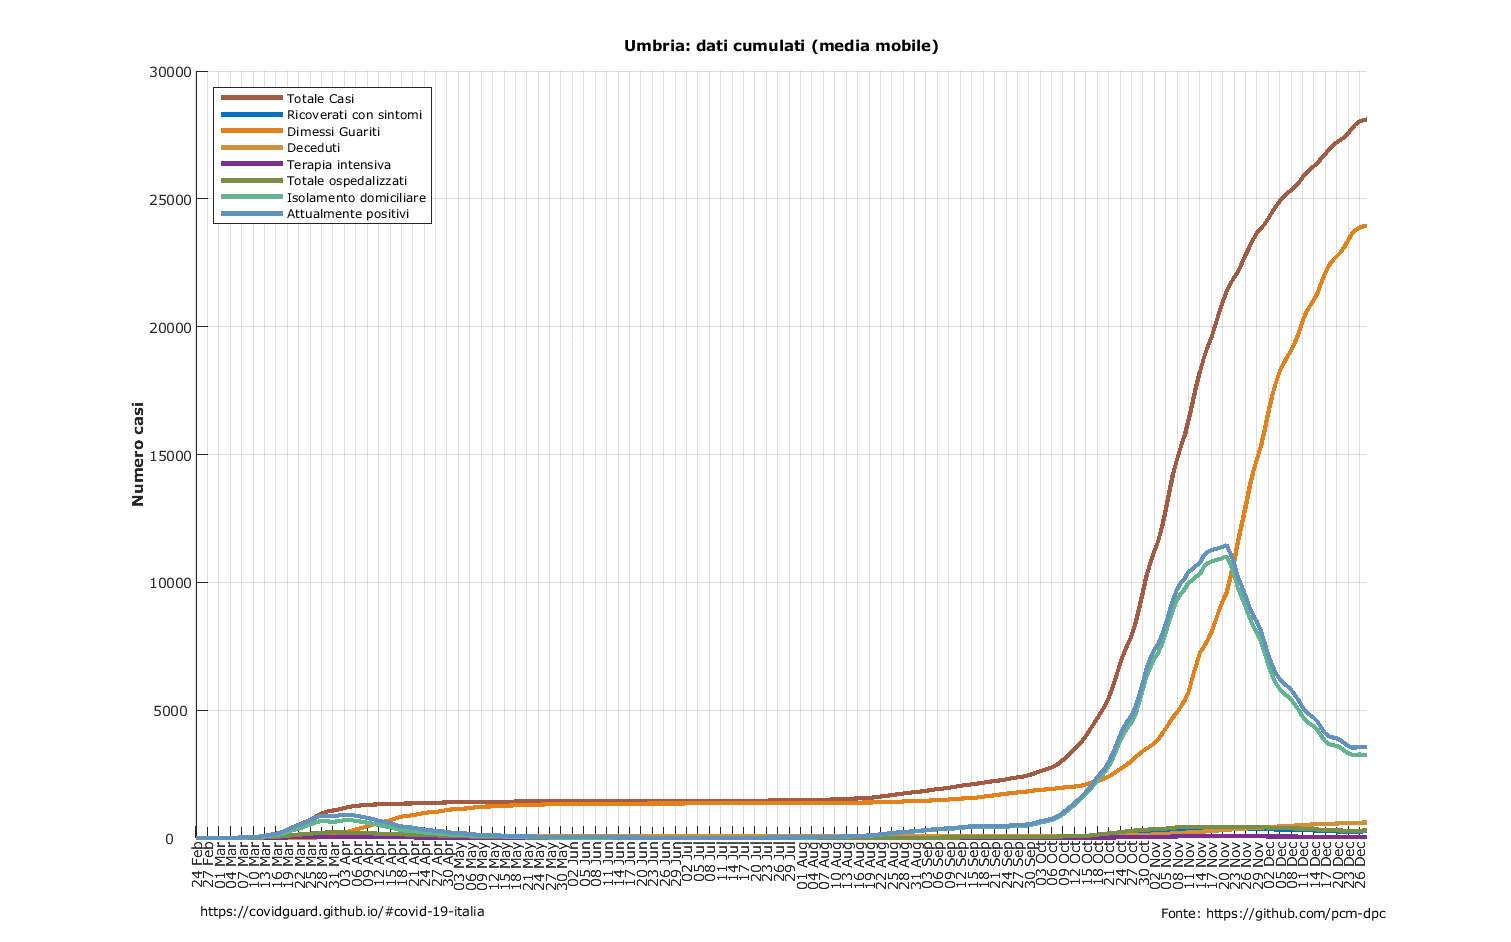 Umbria: dati cumulati (media mobile)
30000
25000
20000
15000
10000
5000
0
Numero casi
Totale Casi
Ricoverati con sintomi
Dimessi Guariti
Deceduti
Terapia intensiva
Totale ospedalizzati
Isolamento domiciliare
Attualmente positivi
24 Feb
27 Feb
01 Mar
04 Mar
07 Mar
10 Mar
13 Mar
16 Mar
19 Mar
22 Mar
25 Mar
28 Mar
31 Mar
03 Apr
06 Apr
09 Apr
12 Apr
15 Apr
18 Apr
21 Apr
24 Apr
27 Apr
30 Apr
03 May
06 May
09 May
12 May
15 May
18 May
21 May
24 May
27 May
30 May
02 Jun
05 Jun
08 Jun
11 Jun
14 Jun
17 Jun
20 Jun
23 Jun
26 Jun
29 Jun
02 Jul
05 Jul
08 Jul
11 Jul
14 Jul
17 Jul
20 Jul
23 Jul
26 Jul
29 Jul
01 Aug
04 Aug
07 Aug
10 Aug
13 Aug
16 Aug
19 Aug
22 Aug
25 Aug
28 Aug
31 Aug
03 Sep
06 Sep
09 Sep
12 Sep
15 Sep
18 Sep
21 Sep
24 Sep
27 Sep
30 Sep
03 Oct
06 Oct
09 Oct
12 Oct
15 Oct
18 Oct
21 Oct
24 Oct
27 Oct
30 Oct
02 Nov
05 Nov
08 Nov
11 Nov
14 Nov
17 Nov
20 Nov
23 Nov
26 Nov
29 Nov
02 Dec
05 Dec
08 Dec
11 Dec
14 Dec
17 Dec
20 Dec
23 Dec
26 Dec
https://covidguard.github.io/#covid-19-italia
Fonte: https://github.com/pcm-dpc